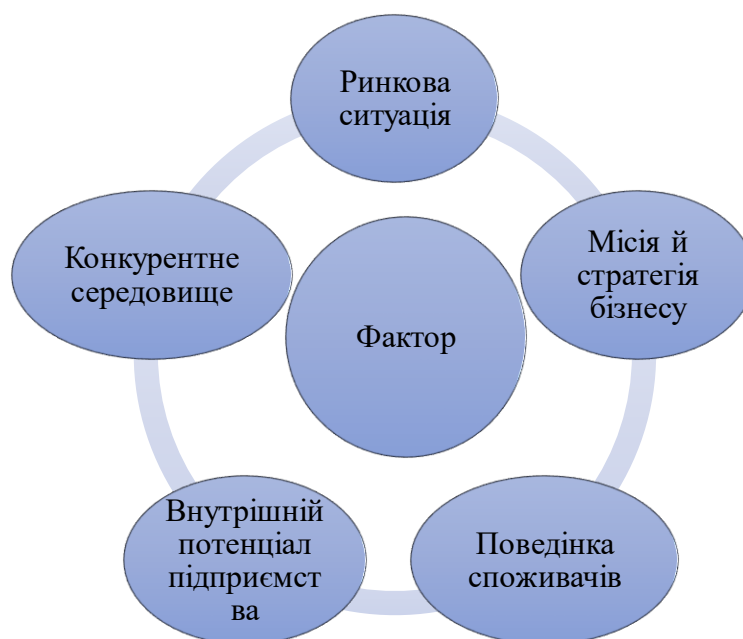 Ринкова
ситуація
Місія й
стратегія
бізнесу
Конкурентне
середовище
Фактор
Внутрішній
потенціал
підприємст
ва
Поведінка
споживачів